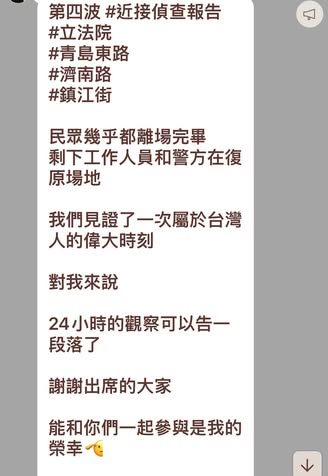 第四波 #近接偵查報告
#立法院
#青島東路
#濟南路
#鎮江街
民眾幾乎都離場完畢
剩下工作人員和警方在復
原場地
我們見證了一次屬於台灣
人的偉大時刻
對我來說
24小時的觀察可以告一
段落了
謝謝出席的大家
能和你們一起參與是我的
榮幸🫡